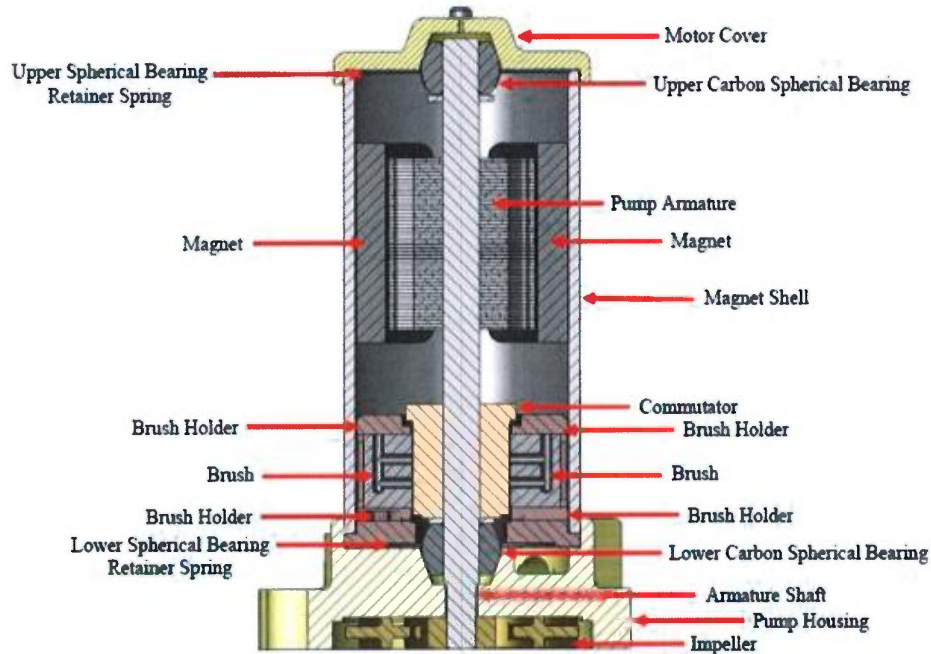 Motor Cover
Upper Spherical Bearing
Retainer Spring
Upper Carbon Spherical Bearing
Pump Armature
Magnet
Magnet
Magnet Shell
Commutator
Brush Holder
Brush Holder
Brush
Brush
Brush Holder
Brush Holder
Lower Spherical Bearing
Retainer Spring
Lower Carbon Spherical Bearing
Armature Shaft
Pump Housing
Impeller